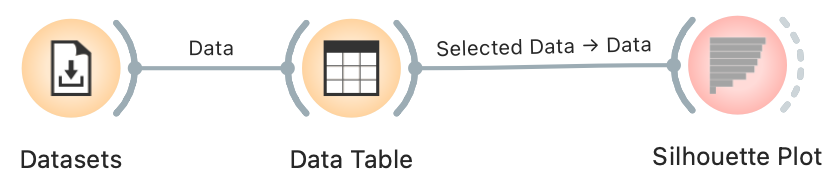 Data
Selected Data → Data
Datasets
Data Table
Silhouette Plot